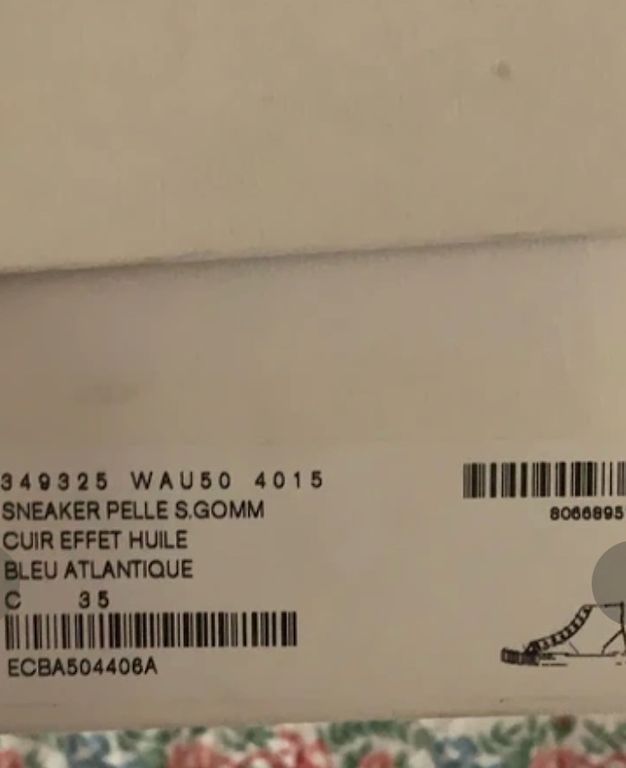 349325 WAU50 4015
SNEAKER PELLE S.GOMM
CUIR EFFET HUILE
BLEU ATLANTIQUE
C 35
ECBA504406A
8066895